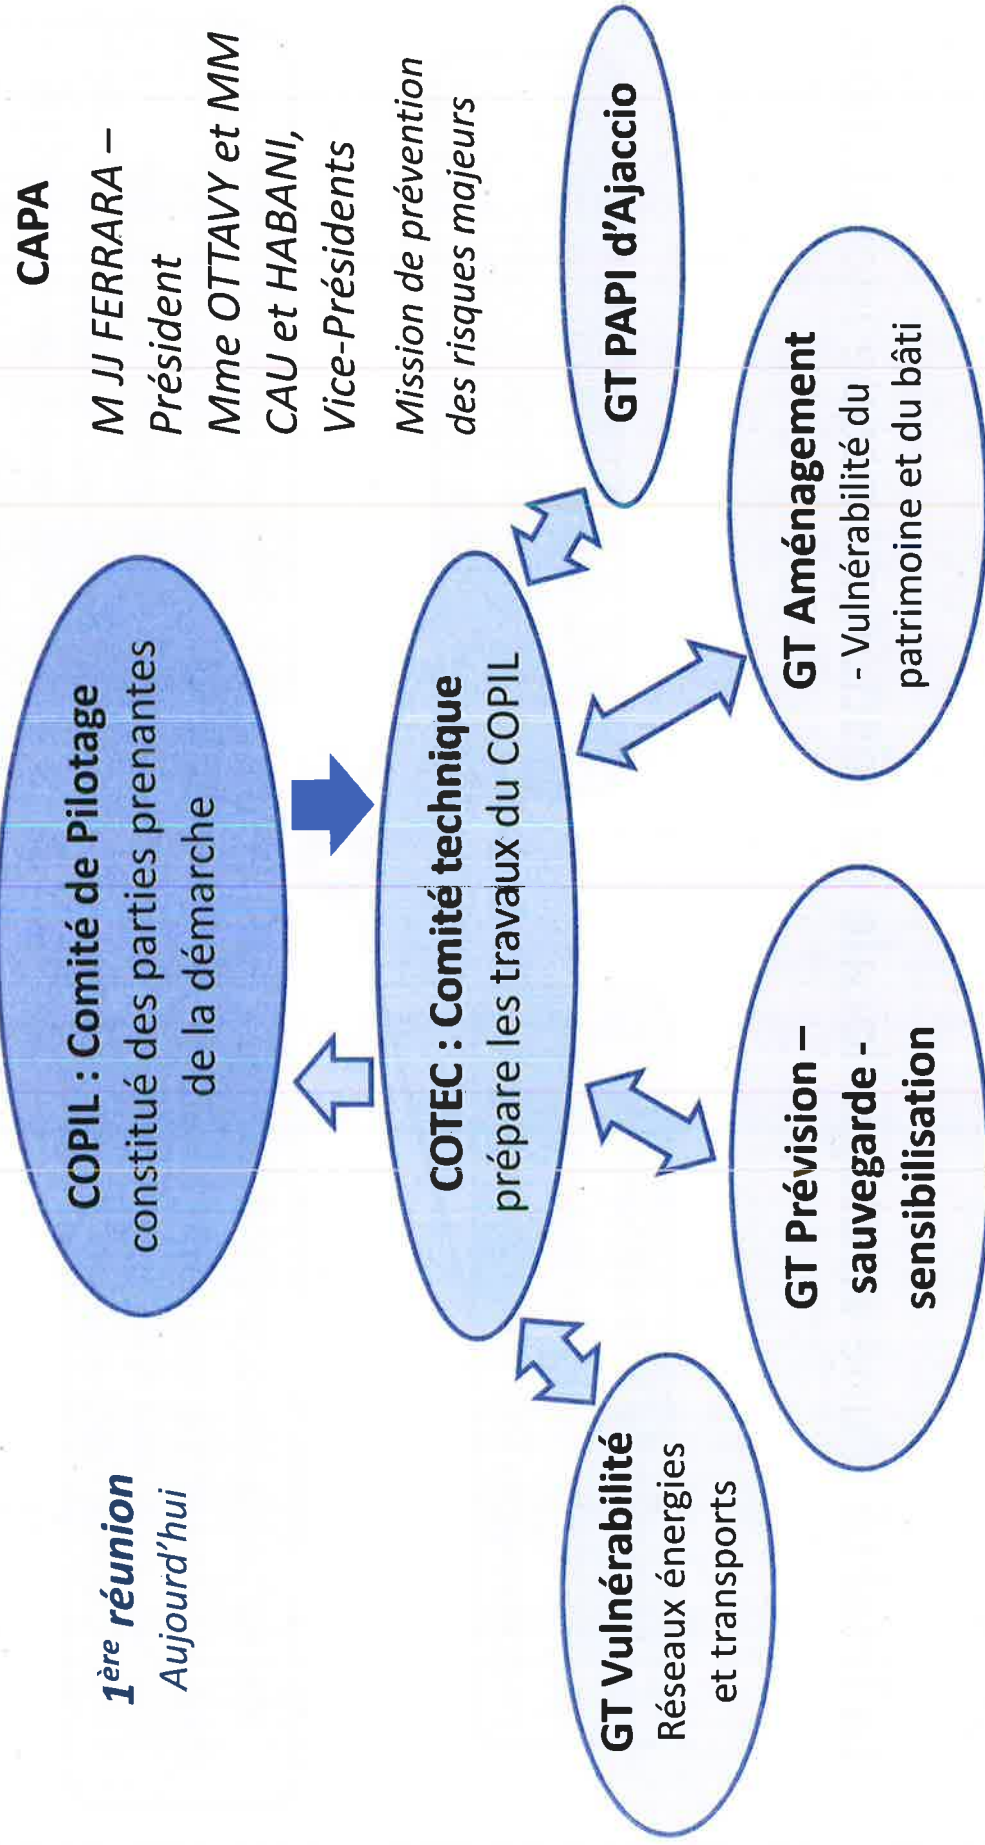 1ère réunion
Aujourd'hui
COPIL : Comité de Pilotage
constitué des parties prenantes
de la démarche
CAPA
M JJ FERRARA –
Président
Mme OTTAVY et MM
CAU et HABANI,
Vice-Présidents
Mission de prévention
des risques majeurs
COTEC : Comité technique
prépare les travaux du COPIL
GT Vulnérabilité
Réseaux énergies
et transports
GT Prévision –
sauvegarde -
sensibilisation
GT Aménagement
- Vulnérabilité du
patrimoine et du bâti
GT PAPI d'Ajaccio